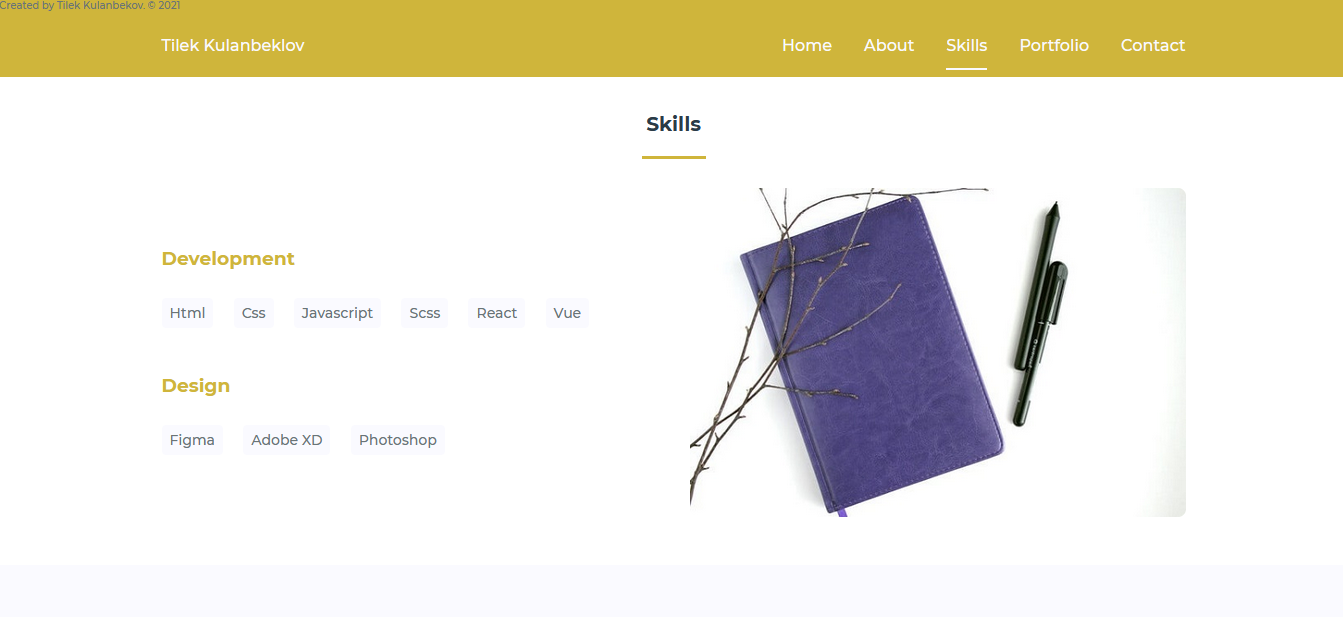 Created by Tilek Kulanbekov. © 2021
Tilek Kulanbeklov Home About Skills Portfolio Contact
Skills
Development
Html Css Javascript Scss React Vue
Design
Figma Adobe XD Photoshop